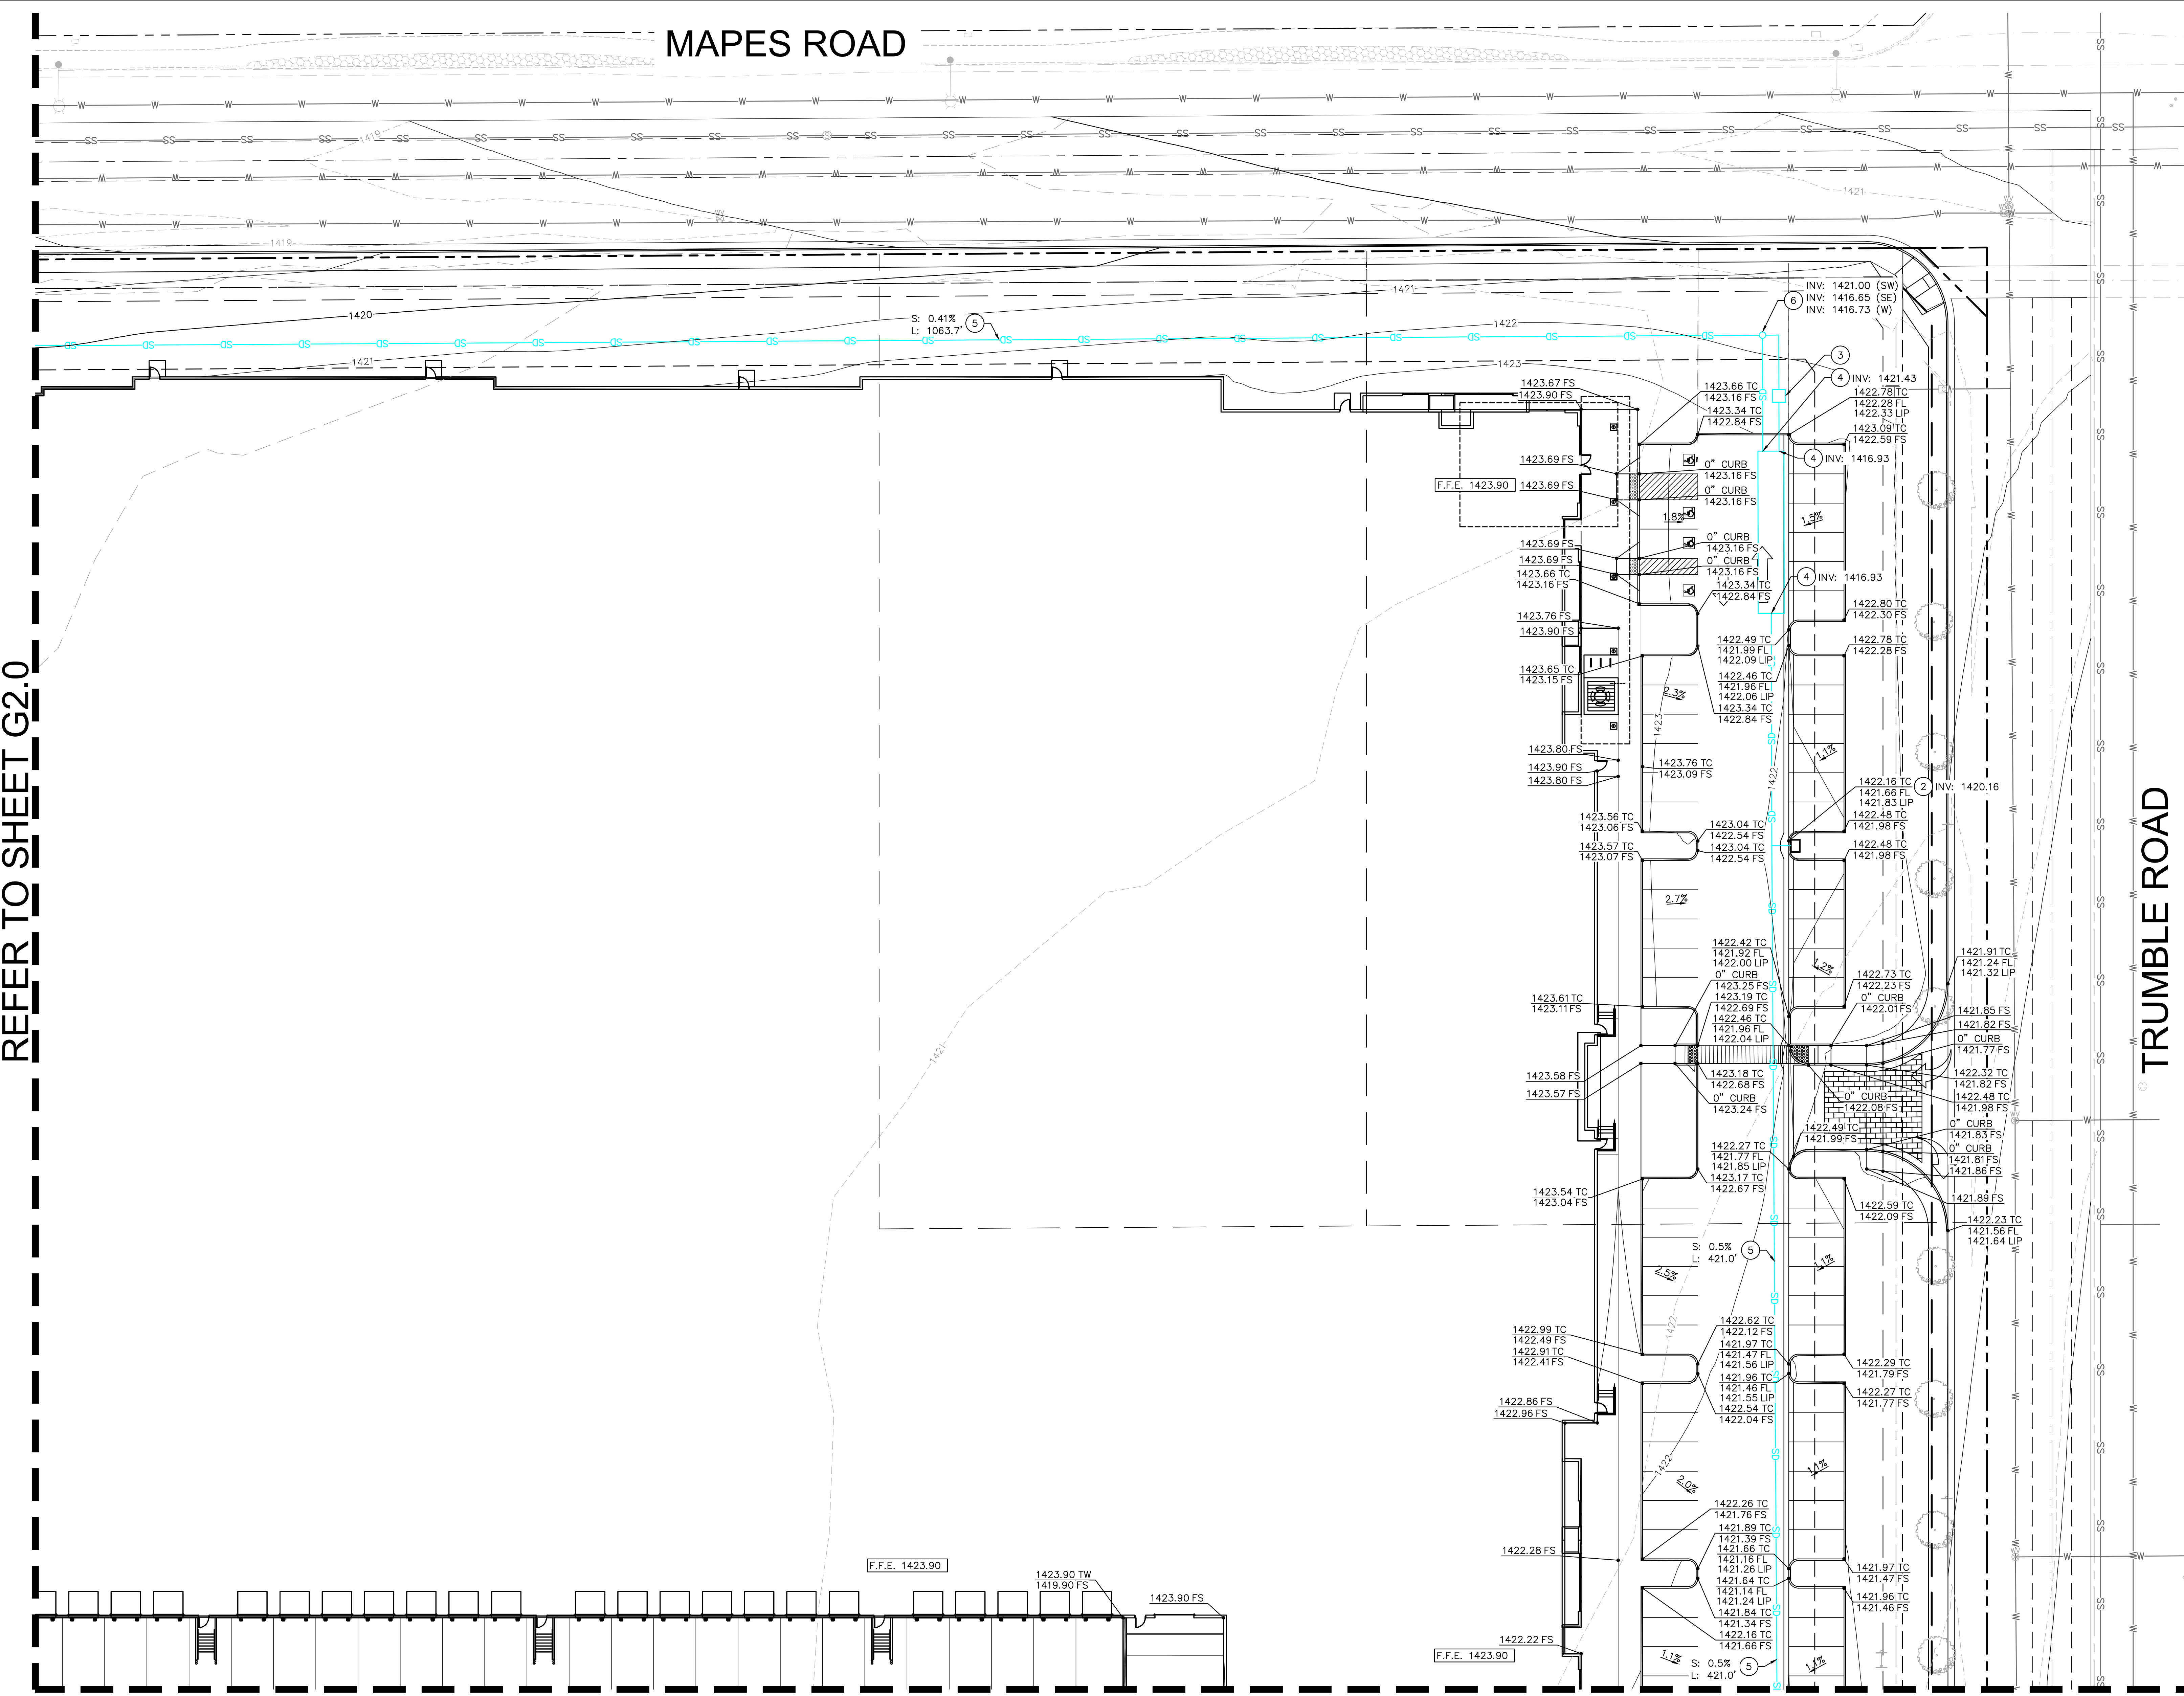 MAPES ROAD
1419
1421
1419
INV: 1421.00 (SW)
6
INV: 1416.65 (SE)
INV: 1416.73 (W)
1421
1420
S: 0.41%
L: 1063.7'
5
1422
1421
1423
3
4
INV: 1421.43
1423.67 FS
1423.90 FS
1423.66 TC
1423.16 FS
1423.34 TC
1422.84 FS
1422.78 TC
1422.28 FL
1422.33 LIP
1423.09 TC
1422.59 FS
4
INV: 1416.93
1423.69 FS
0" CURB
1423.16 FS
F.F.E. 1423.90
1423.69 FS
0" CURB
1423.16 FS
1.8%
1.5%
1423.69 FS
0" CURB
1423.16 FS
1423.69 FS
0" CURB
1423.16 FS
1423.66 TC
1423.16 FS
4
INV: 1416.93
1423.34 TC
1422.84 FS
1422.80 TC
1422.30 FS
1423.76 FS
1423.90 FS
1422.49 TC
1421.99 FL
1422.09 LIP
1422.78 TC
1422.28 FS
1423.65 TC
1423.15 FS
1422.46 TC
1421.96 FL
1422.06 LIP
1423.34 TC
1422.84 FS
2.3%
1423
1423.80 FS
1423.90 FS
1423.80 FS
1423.76 TC
1423.09 FS
1.1%
1422
1422.16 TC
1421.66 FL
1421.83 LIP
2
INV: 1420.16
1423.56 TC
1423.06 FS
1423.04 TC
1422.54 FS
1422.48 TC
1421.98 FS
1423.57 TC
1423.07 FS
1423.04 TC
1422.54 FS
1422.48 TC
1421.98 FS
2.7%
REFER TO SHEET G2.0
TRUMBLE ROAD
1422.42 TC
1421.92 FL
1422.00 LIP
0" CURB
1423.25 FS
1423.19 TC
1422.69 FS
1422.46 TC
1421.96 FL
1422.04 LIP
1.2%
1421.91 TC
1421.24 FL
1421.32 LIP
1422.73 TC
1422.23 FS
0" CURB
1422.01 FS
1423.61 TC
1423.11 FS
1421.85 FS
1421.82 FS
0" CURB
1421.77 FS
1421
1423.58 FS
1423.57 FS
1423.18 TC
1422.68 FS
0" CURB
1423.24 FS
1422.32 TC
1421.82 FS
1422.48 TC
1421.98 FS
0" CURB
1422.08 FS
0" CURB
1421.83 FS
0" CURB
1421.81 FS
1421.86 FS
1422.49 TC
1421.99 FS
1422.27 TC
1421.77 FL
1421.85 LIP
1423.17 TC
1422.67 FS
1423.54 TC
1423.04 FS
1421.89 FS
1422.59 TC
1422.09 FS
1422.23 TC
1421.56 FL
1421.64 LIP
S: 0.5%
L: 421.0'
5
2.5%
1.1%
1422
1422.99 TC
1422.49 FS
1422.91 TC
1422.41 FS
1422.62 TC
1422.12 FS
1421.97 TC
1421.47 FL
1421.56 LIP
1421.96 TC
1421.46 FL
1421.55 LIP
1422.54 TC
1422.04 FS
1422.29 TC
1421.79 FS
1422.27 TC
1421.77 FS
1422.86 FS
1422.96 FS
1422
2.0%
1.1%
1422.26 TC
1421.76 FS
1421.89 TC
1421.39 FS
1421.66 TC
1421.16 FL
1421.26 LIP
1421.64 TC
1421.14 FL
1421.24 LIP
1421.84 TC
1421.34 FS
1422.16 TC
1421.66 FS
1421.97 TC
1421.47 FS
1421.96 TC
1421.46 FS
1422.28 FS
F.F.E. 1423.90
1423.90 TW
1419.90 FS
1423.90 FS
1422.22 FS
F.F.E. 1423.90
1.1%
S: 0.5%
L: 421.0'
5
1.1%